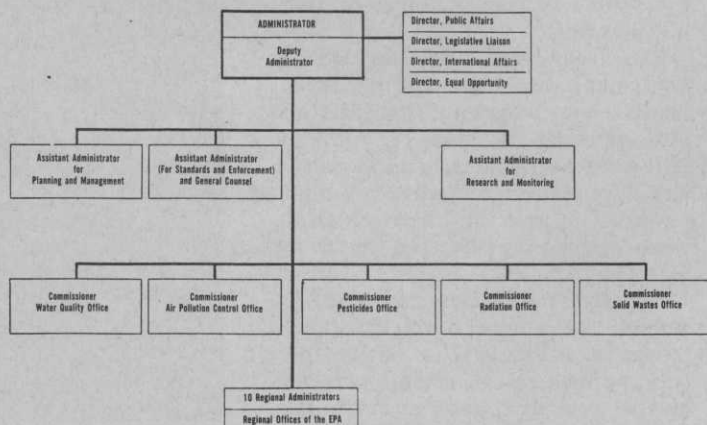 ADMINISTRATOR
Deputy
Administrator
Director, Public Affairs
Director, Legislative Liaison
Director, International Affairs
Director, Equal Opportunity
Assistant Administrator
for
Planning and Management
Assistant Administrator
(For Standards and Enforcement)
and General Counsel
Assistant Administrator
for
Research and Monitoring
Commissioner
Water Quality Office
Commissioner
Air Pollution Control Office
Commissioner
Pesticides Office
Commissioner
Radiation Office
Commissioner
Solid Wastes Office
10 Regional Administrators
Regional Offices of the EPA